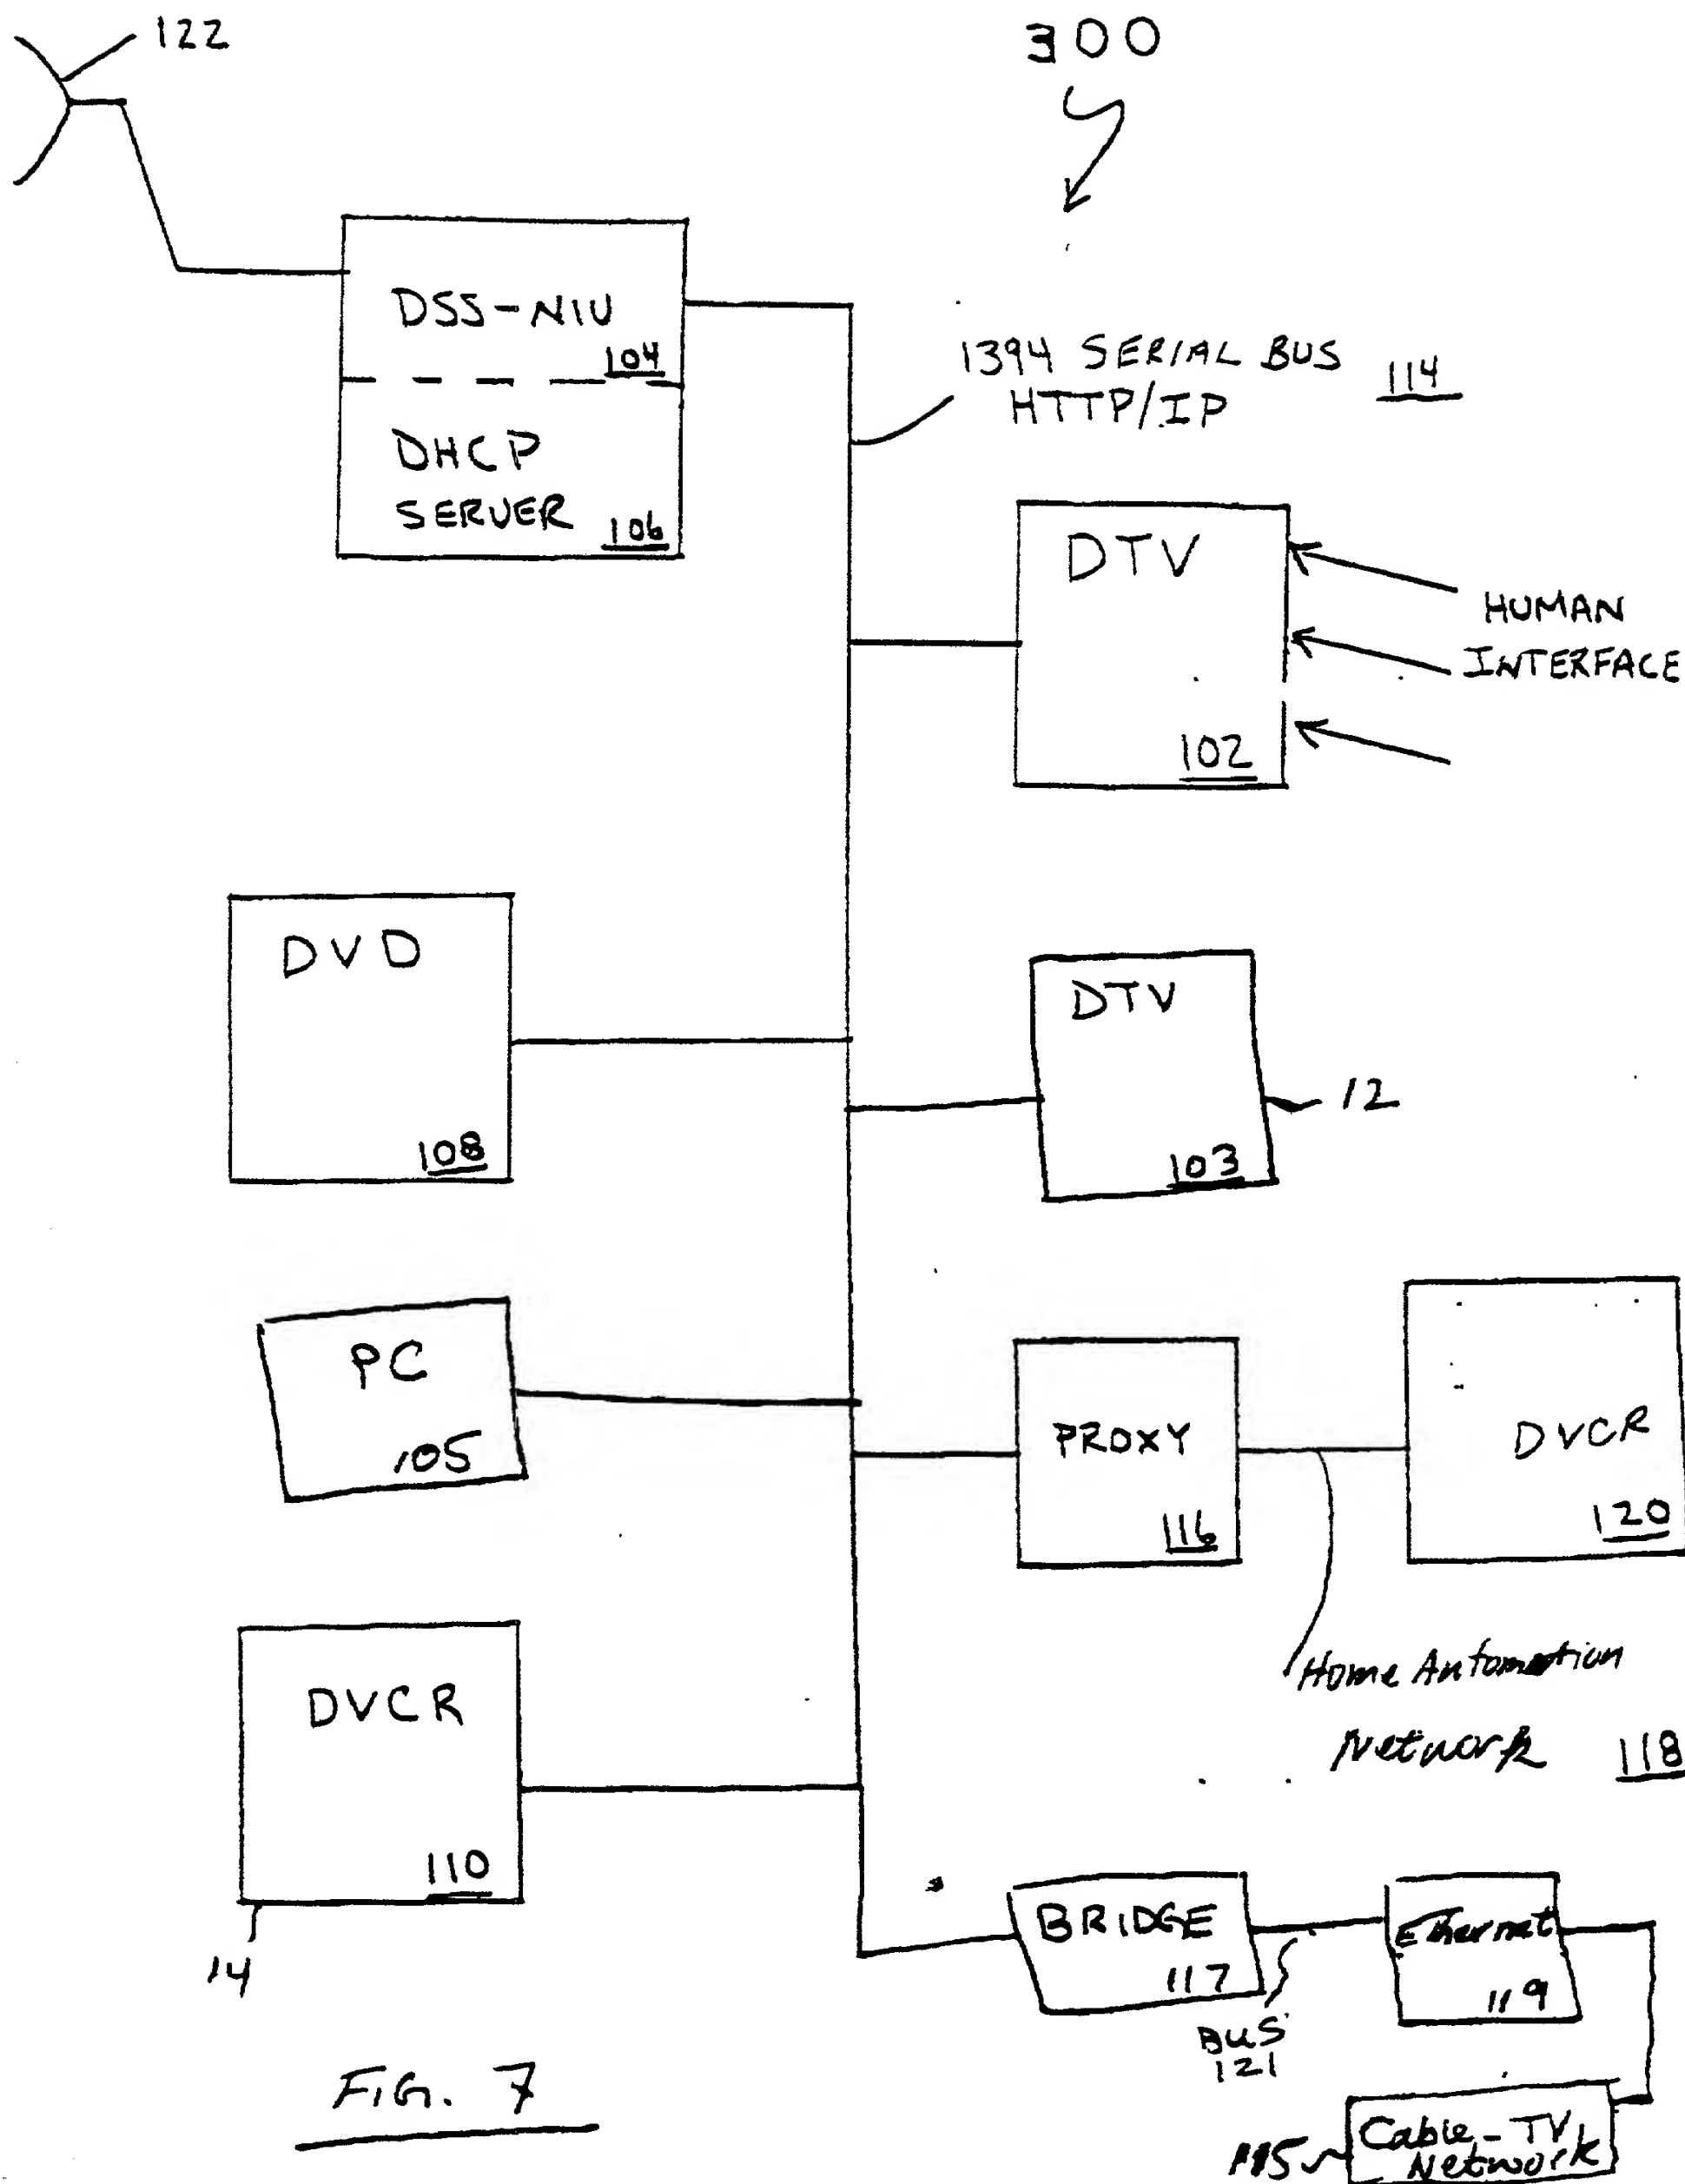 122
300
DSS-NIU
104
DHCP
SERVER
106
1394 SERIAL BUS
HTTP/IP
114
DTV
102
HUMAN
INTERFACE
DVD
108
DTV
103
12
PC
105
PROXY
116
DVCR
120
Home Automation
Network 118
DVCR
110
14
BRIDGE
117
BUS
121
Ethernet
119
Cable-TV
Network
115
FIG. 7